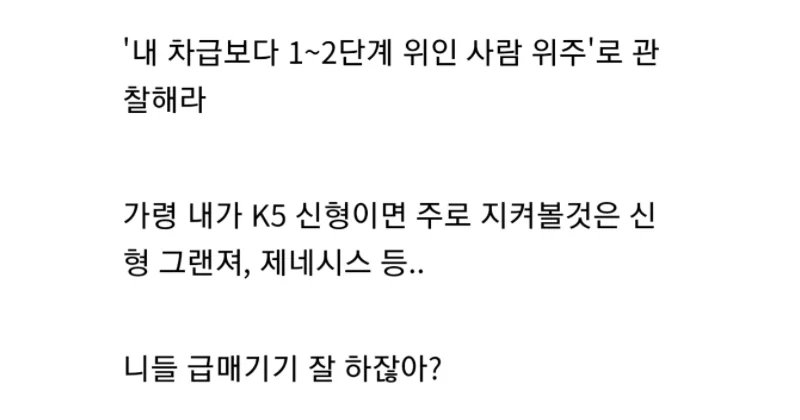 '내 차급보다 1~2단계 위인 사람 위주'로 관
찰해라
가령 내가 K5 신형이면 주로 지켜볼것은 신
형 그랜져, 제네시스 등..
니들 급매기기 잘 하잖아?